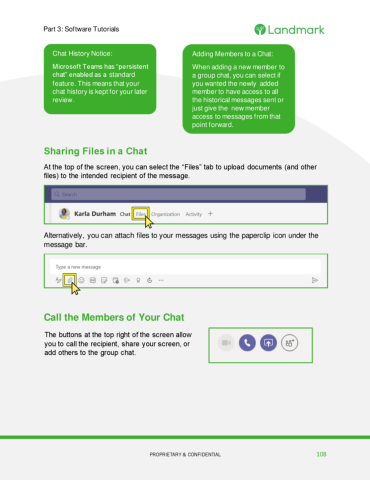 Part 3: Software Tutorials
Landmark
Chat History Notice:
Microsoft Teams has "persistent
chat" enabled as a standard
feature. This means that your
chat history is kept for your later
review.
Adding Members to a Chat:
When adding a new member to
a group chat, you can select if
you wanted the newly added
member to have access to all
the historical messages sent or
just give the new member
access to messages from that
point forward.
Sharing Files in a Chat
At the top of the screen, you can select the "Files" tab to upload documents (and other
files) to the intended recipient of the message.
Search
Karla Durham Chat Files Organization Activity +
Alternatively, you can attach files to your messages using the paperclip icon under the
message bar.
Type a new message
Call the Members of Your Chat
The buttons at the top right of the screen allow
you to call the recipient, share your screen, or
add others to the group chat.
PROPRIETARY & CONFIDENTIAL 108